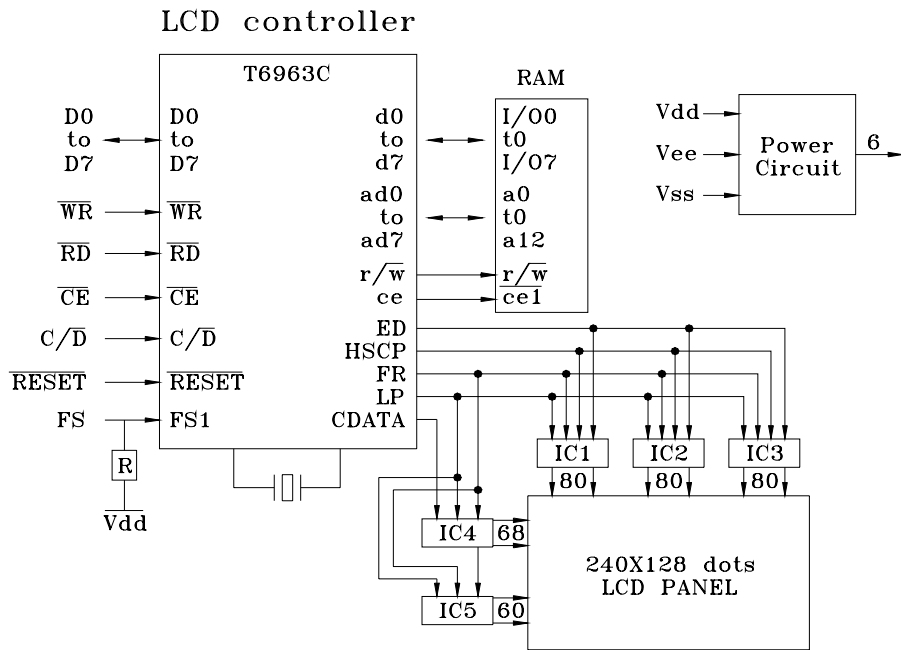 LCD controller
T6963C
RAM
D0 D0 d0 I/O0
to to to t0
D7 D7 d7 I/O7
Vdd
Vee
Vss
Power
Circuit
6
ad0 a0
to t0
ad7 a12
WR WR
RD RD
r/w r/w
CE CE ce ce1
ED
C/D C/D
HSCP
FR
RESET RESET
LP
FS FS1 CDATA
IC1 IC2 IC3
R
80 80 80
Vdd
IC4 68
240X128 dots
LCD PANEL
IC5 60